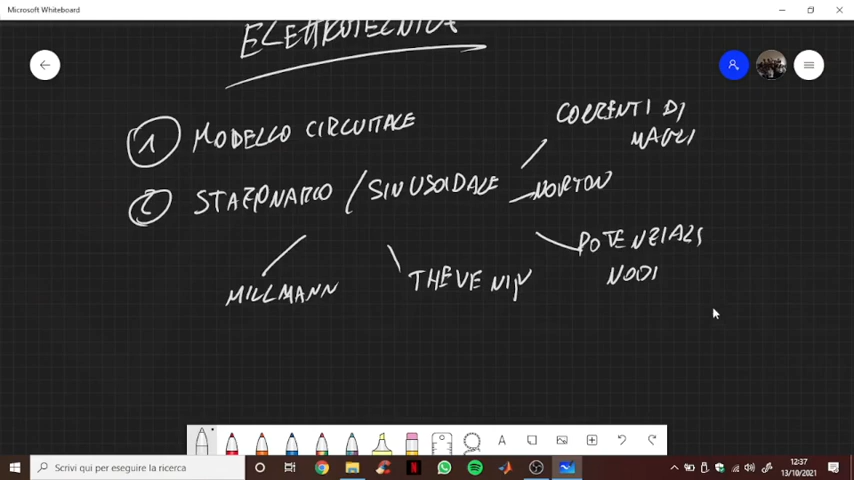 Microsoft Whiteboard
ELETTROTECNICA
1 MODELLO CIRCUITALE
2 STAZIONARIO / SINUSOIDALE
CORRENTI DI
MAGLI
NORTON
POTENZIALI
NODI
MILLMANN
THEVENIN
Scrivi qui per eseguire la ricerca
12:37
13/10/2021